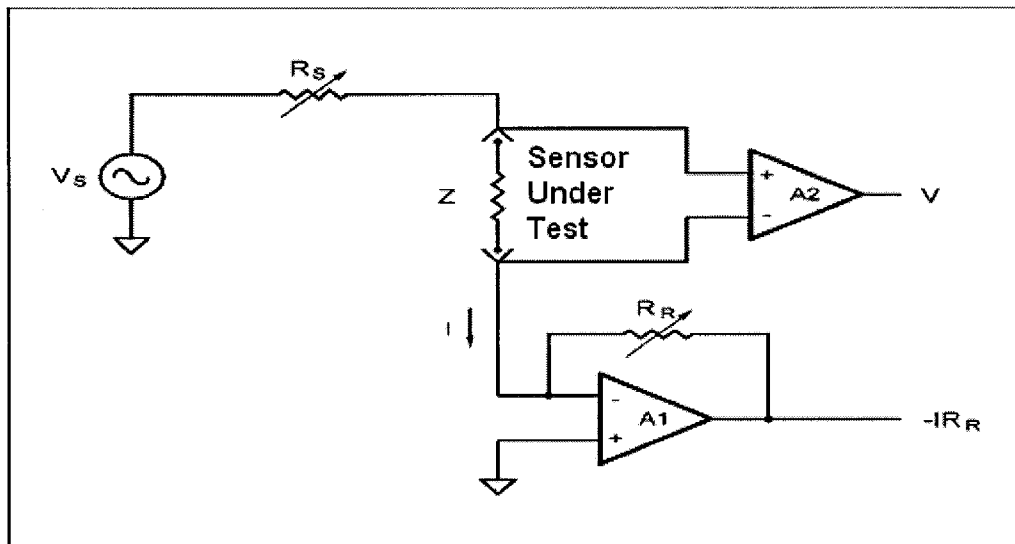 Rs
Vs
Z
Sensor
Under
Test
+
-
A2
V
I
RR
-
+
A1
-IRR